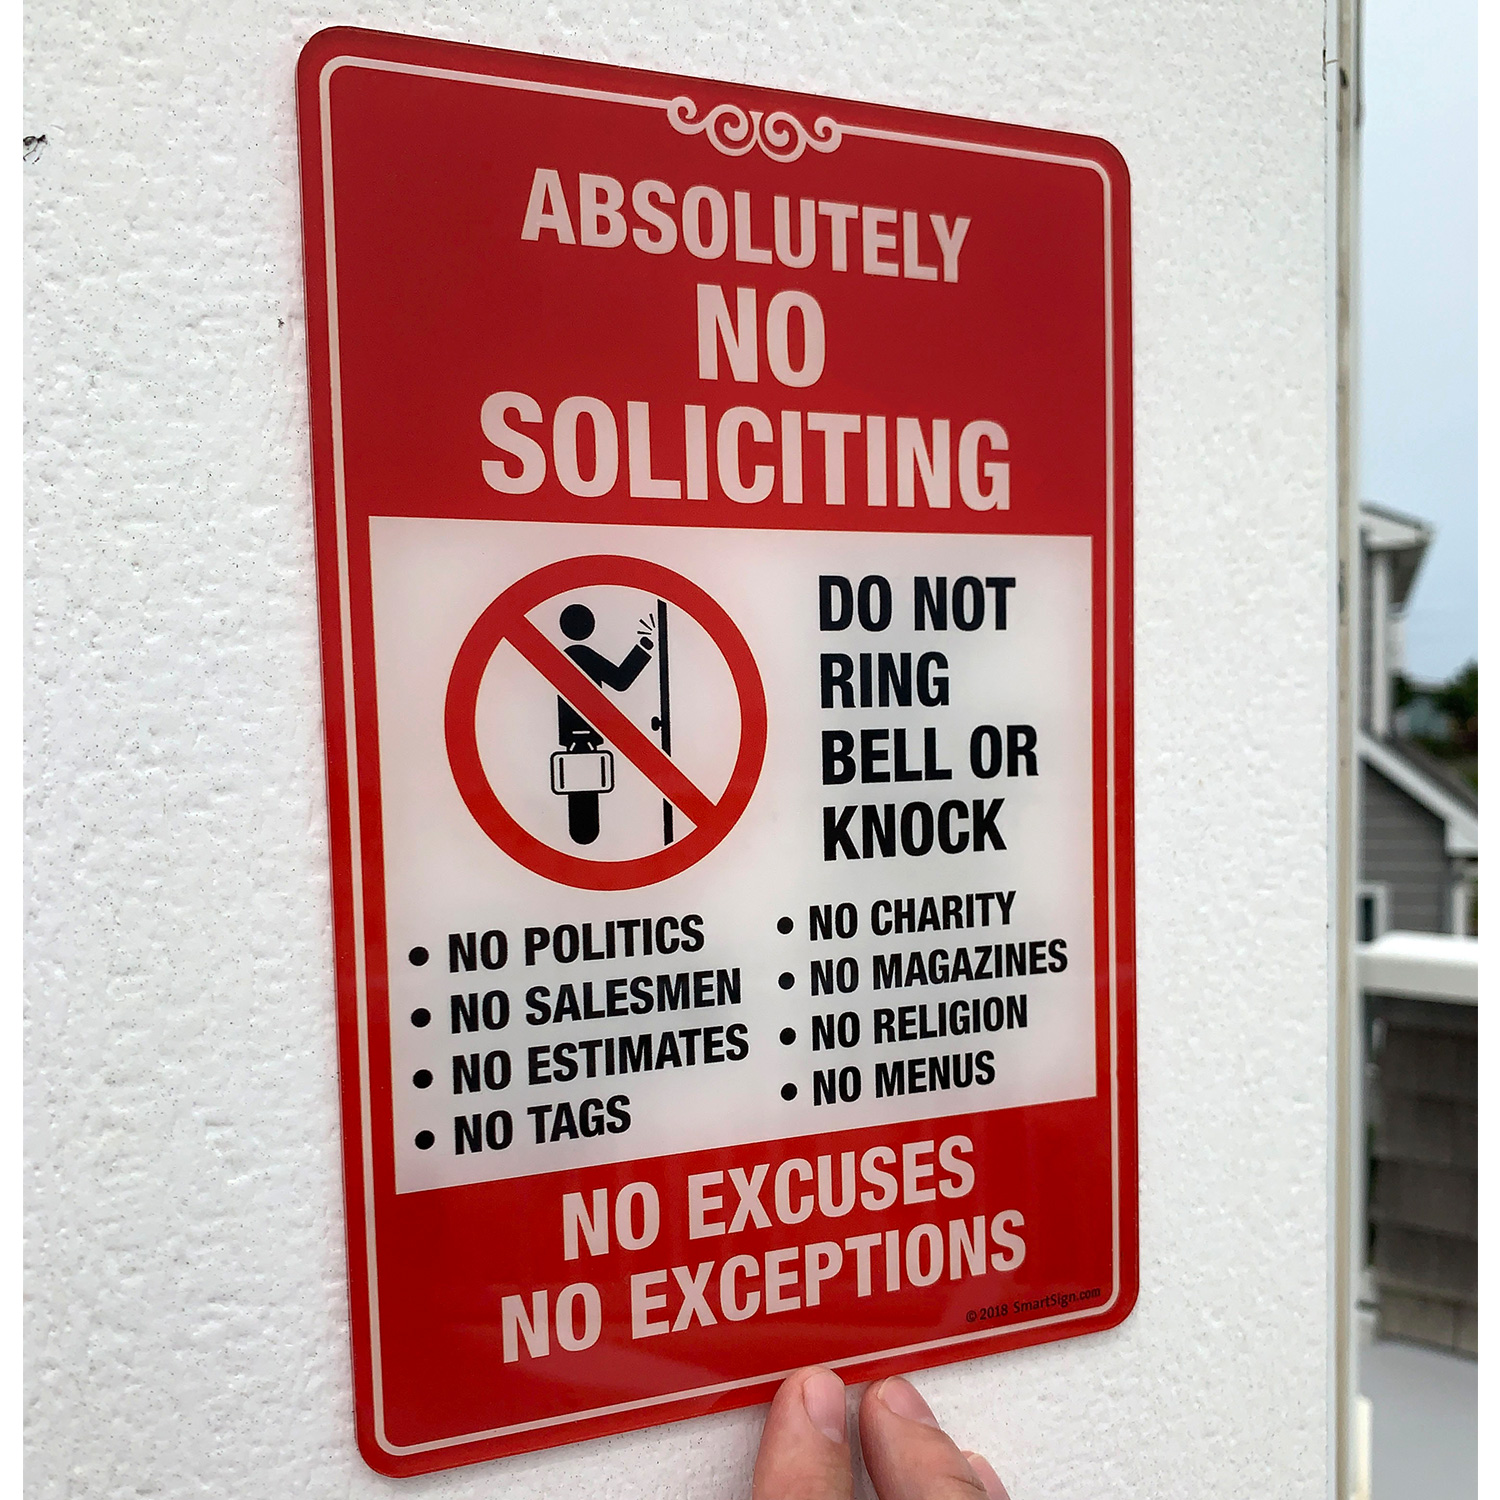 ABSOLUTELY
NO
SOLICITING
DO NOT
RING
BELL OR
KNOCK
• NO POLITICS
• NO SALESMEN
• NO ESTIMATES
• NO TAGS
• NO CHARITY
• NO MAGAZINES
• NO RELIGION
• NO MENUS
NO EXCUSES
NO EXCEPTIONS
© 2018 SmartSign.com